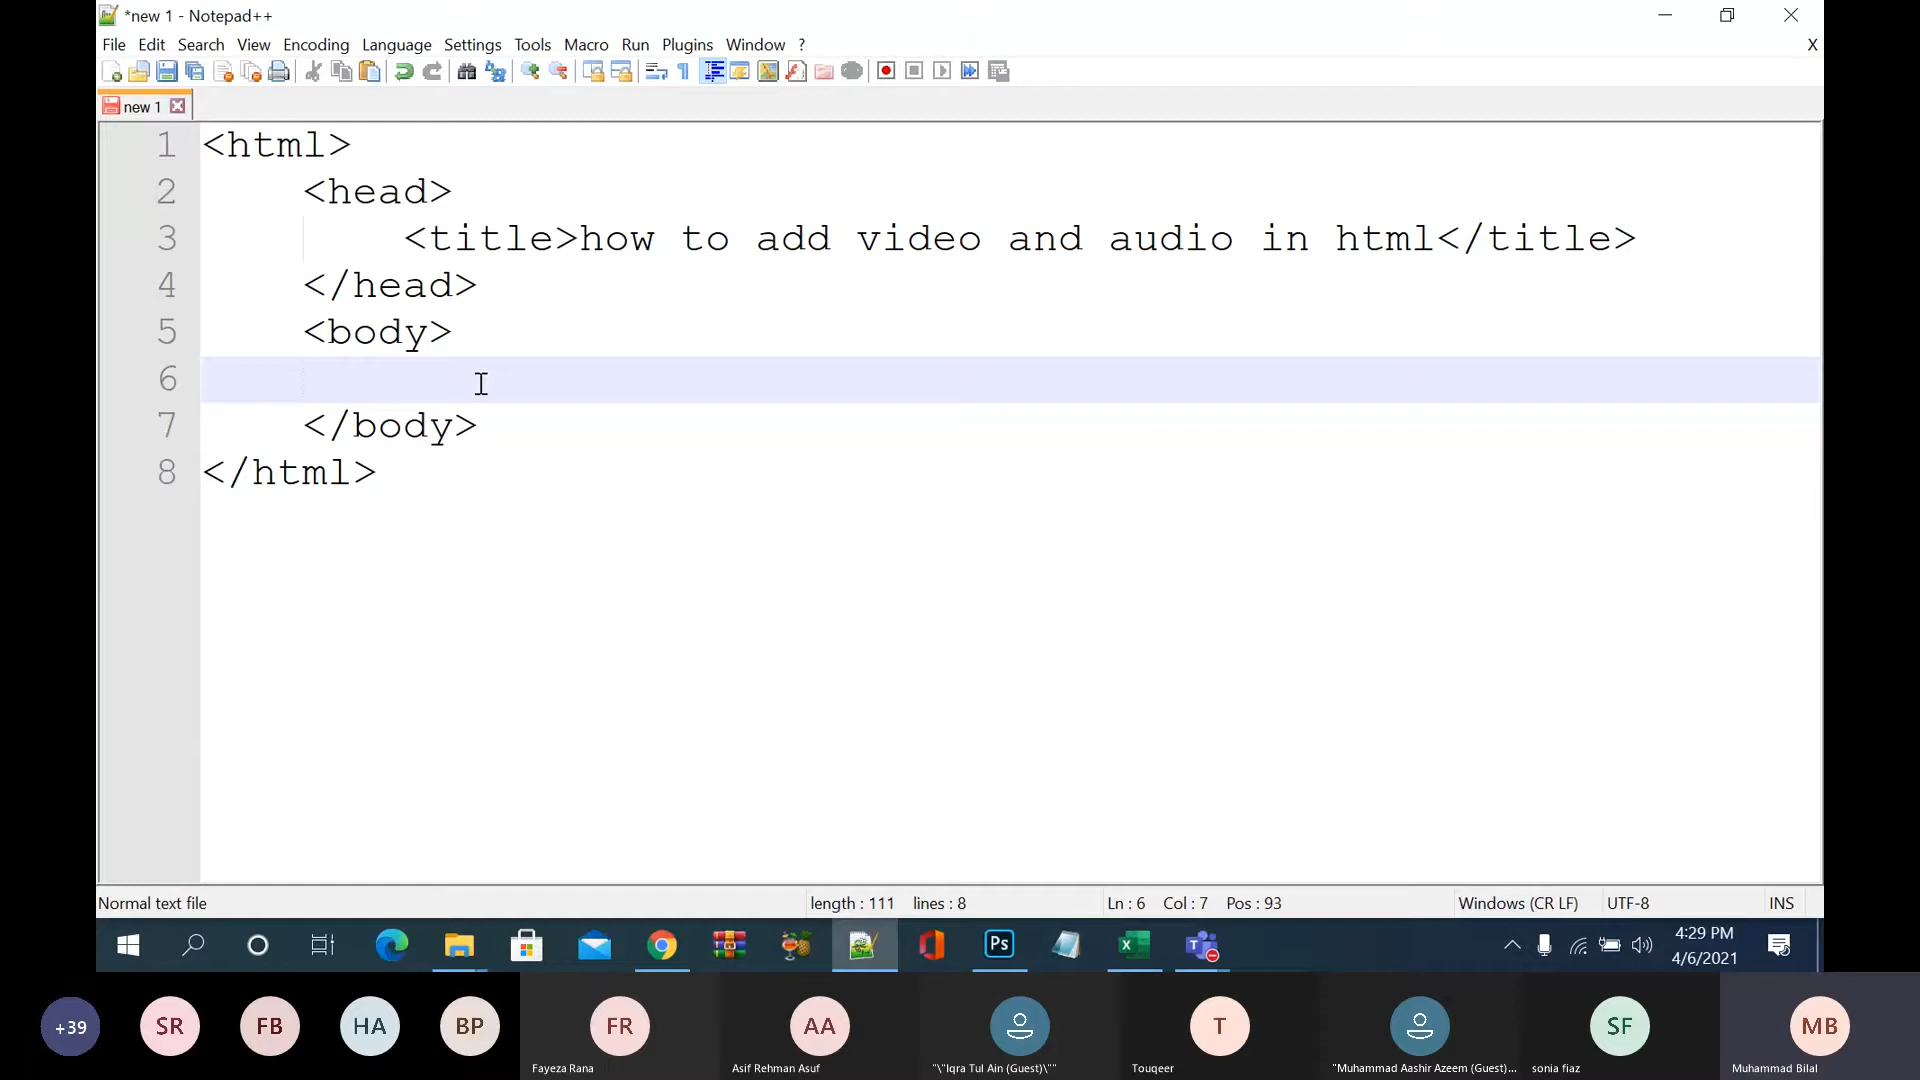 *new 1 - Notepad++
File Edit Search View Encoding Language Settings Tools Macro Run Plugins Window ? X
new 1
1 <html>
2 <head>
3 <title>how to add video and audio in html</title>
4 </head>
5 <body>
6
7 </body>
8 </html>
Normal text file length : 111 lines : 8 Ln : 6 Col : 7 Pos : 93 Windows (CR LF) UTF-8 INS
Ps
4:29 PM
4/6/2021
+39 SR FB HA BP FR AA T SF MB
Fayeza Rana Asif Rehman Asuf "\"Iqra Tul Ain (Guest)\"" Touqeer "Muhammad Aashir Azeem (Guest)... sonia fiaz Muhammad Bilal